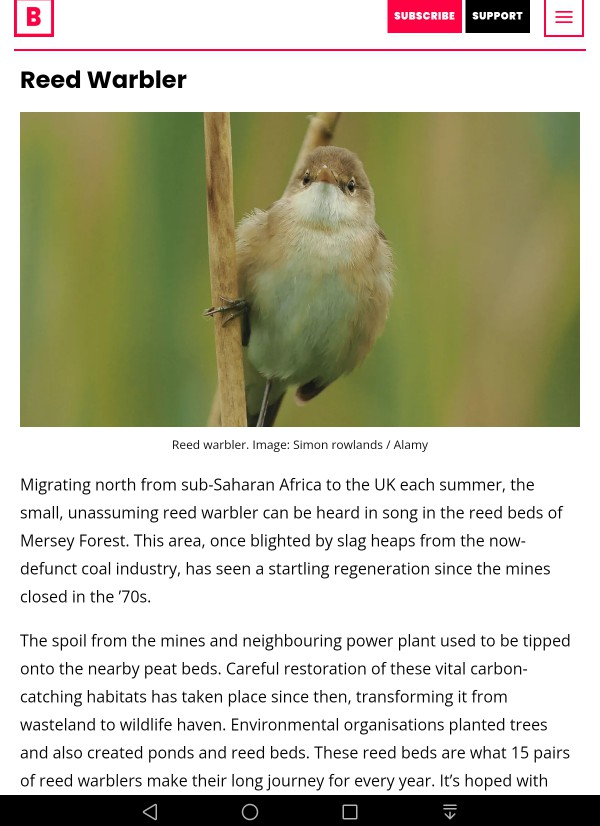 B
SUBSCRIBE
SUPPORT
Reed Warbler
Reed warbler. Image: Simon rowlands / Alamy
Migrating north from sub-Saharan Africa to the UK each summer, the
small, unassuming reed warbler can be heard in song in the reed beds of
Mersey Forest. This area, once blighted by slag heaps from the now-
defunct coal industry, has seen a startling regeneration since the mines
closed in the ’70s.
The spoil from the mines and neighbouring power plant used to be tipped
onto the nearby peat beds. Careful restoration of these vital carbon-
catching habitats has taken place since then, transforming it from
wasteland to wildlife haven. Environmental organisations planted trees
and also created ponds and reed beds. These reed beds are what 15 pairs
of reed warblers make their long journey for every year. It’s hoped with